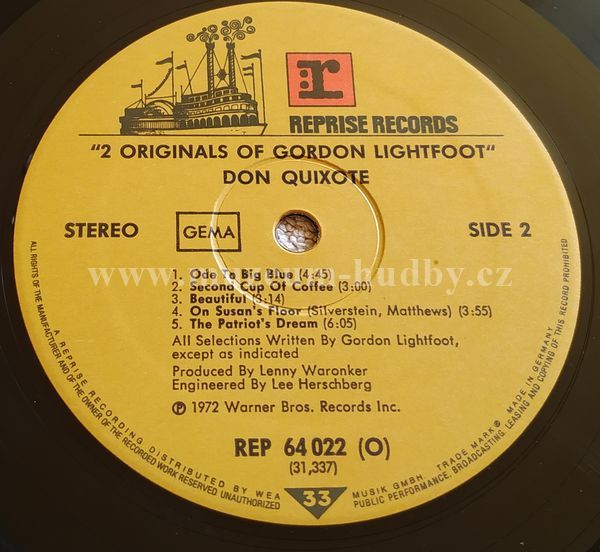 r
REPRISE RECORDS
"2 ORIGINALS OF GORDON LIGHTFOOT"
DON QUIXOTE
STEREO GEMA SIDE 2
1. Ode To Big Blue (4:45)
2. Second Cup Of Coffee (3:00)
3. Beautiful (3:14)
4. On Susan's Floor (Silverstein, Matthews) (3:55)
5. The Patriot's Dream (6:05)
All Selections Written By Gordon Lightfoot,
except as indicated
Produced by Lenny Waronker
Engineered By Lee Herschberg
℗ 1972 Warner Bros. Records Inc.
REP 64 022 (O)
(31,337)
33
A REPRISE RECORDING DISTRIBUTED BY WEA MUSIK GMBH. TRADE MARK® MADE IN GERMANY
ALL RIGHTS OF THE MANUFACTURER AND OF THE OWNER OF THE RECORDED WORK RESERVED UNAUTHORIZED PUBLIC PERFORMANCE, BROADCASTING, LEASING AND COPYING OF THIS RECORD PROHIBITED